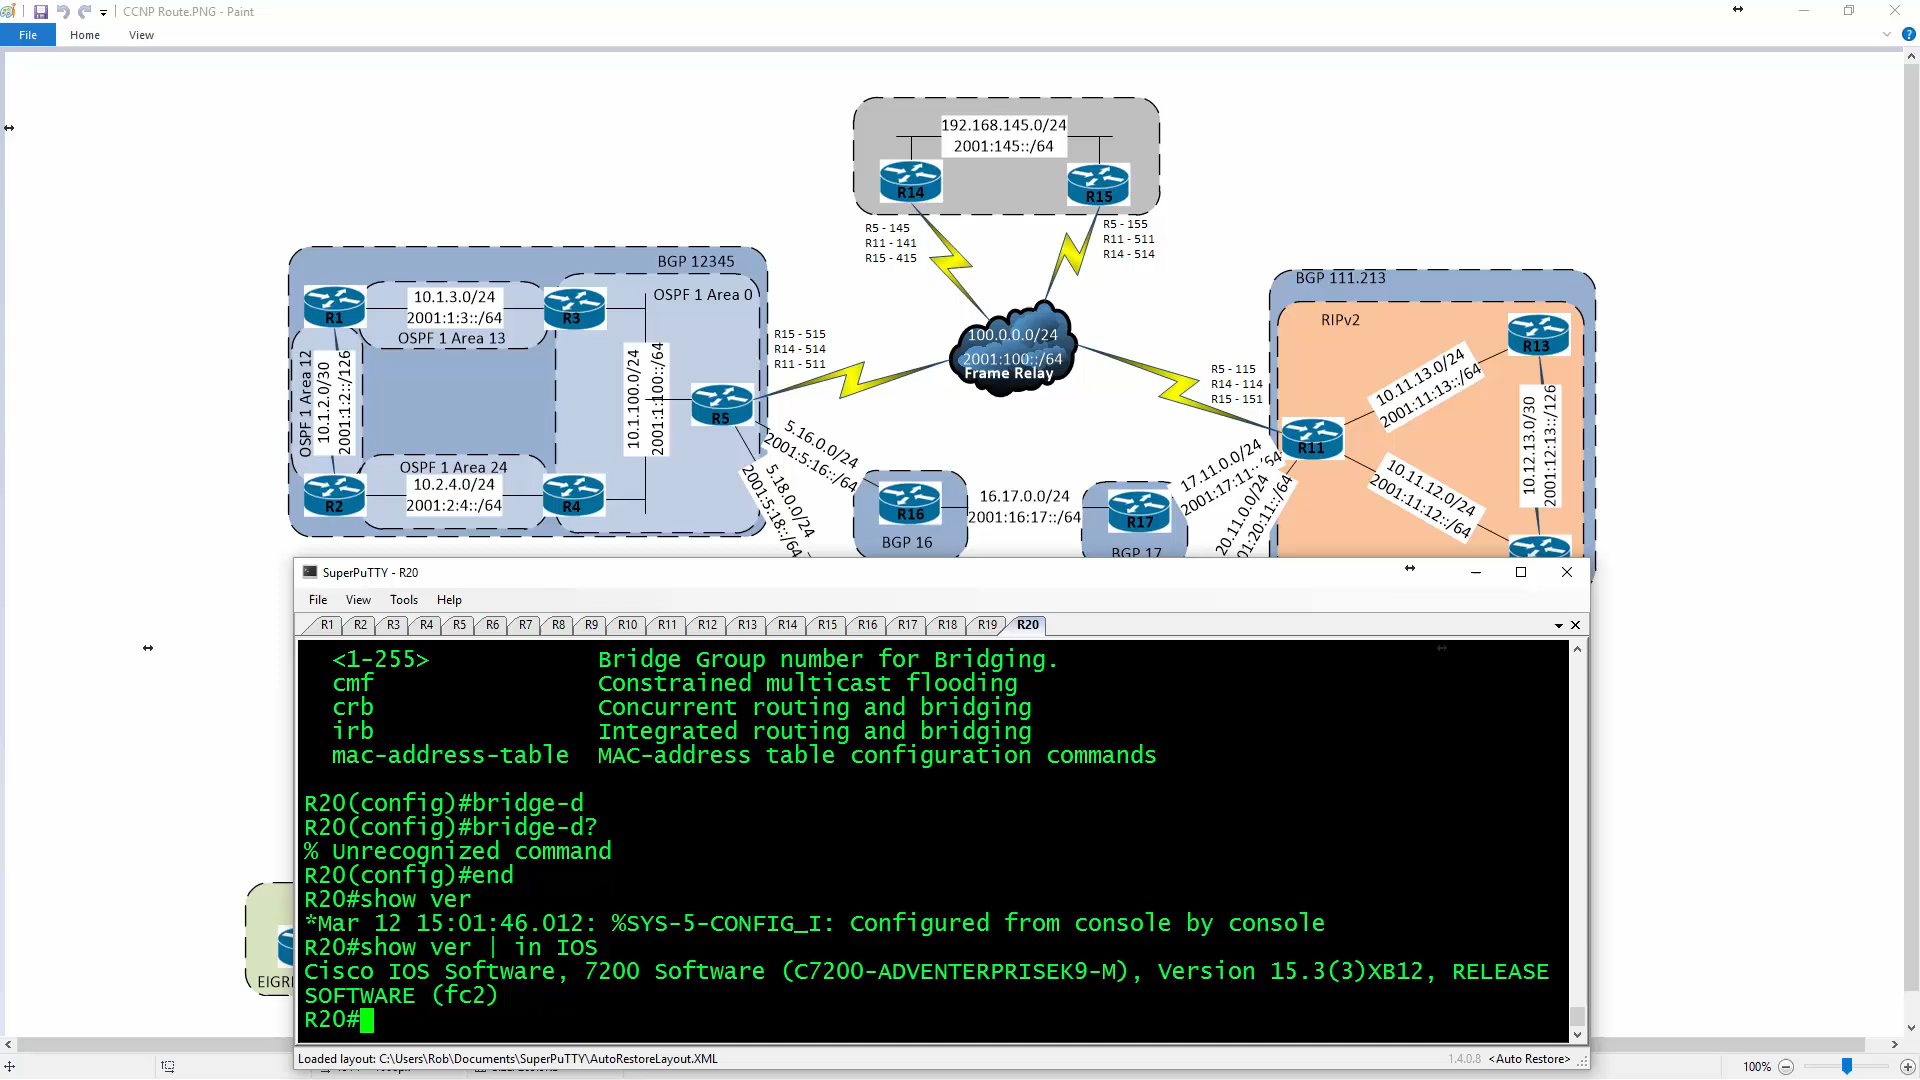 CCNP Route.PNG - Paint
File
Home
View
192.168.145.0/24
2001:145::/64
R14
R15
R5 - 145
R11 - 141
R15 - 415
R5 - 155
R11 - 511
R14 - 514
BGP 12345
OSPF 1 Area 0
R1
10.1.3.0/24
2001:1:3::/64
R3
OSPF 1 Area 13
OSPF 1 Area 12
10.1.2.0/30
2001:1:2::/126
10.1.100.0/24
2001:1:100::/64
R5
OSPF 1 Area 24
R2
10.2.4.0/24
2001:2:4::/64
R4
R15 - 515
R14 - 514
R11 - 511
100.0.0.0/24
2001:100::/64
Frame Relay
R5 - 115
R14 - 114
R15 - 151
BGP 111.213
RIPv2
R13
10.11.13.0/24
2001:11:13::/64
10.12.13.0/30
2001:12:13::/126
R11
10.11.12.0/24
2001:11:12::/64
5.16.0.0/24
2001:5:16::/64
5.18.0.0/24
2001:5:18::/64
R16
BGP 16
16.17.0.0/24
2001:16:17::/64
R17
BGP 17
17.11.0.0/24
2001:17:11::/64
20.11.0.0/24
01:20:11::/64
EIGR
SuperPuTTY - R20
File View Tools Help
R1 R2 R3 R4 R5 R6 R7 R8 R9 R10 R11 R12 R13 R14 R15 R16 R17 R18 R19 R20
<1-255> Bridge Group number for Bridging.
cmf Constrained multicast flooding
crb Concurrent routing and bridging
irb Integrated routing and bridging
mac-address-table MAC-address table configuration commands
R20(config)#bridge-d
R20(config)#bridge-d?
% Unrecognized command
R20(config)#end
R20#show ver
*Mar 12 15:01:46.012: %SYS-5-CONFIG_I: Configured from console by console
R20#show ver | in IOS
Cisco IOS Software, 7200 Software (C7200-ADVENTERPRISEK9-M), Version 15.3(3)XB12, RELEASE
SOFTWARE (fc2)
R20#
Loaded layout: C:\Users\Rob\Documents\SuperPuTTY\AutoRestoreLayout.XML
1.4.0.8 <Auto Restore>
100%